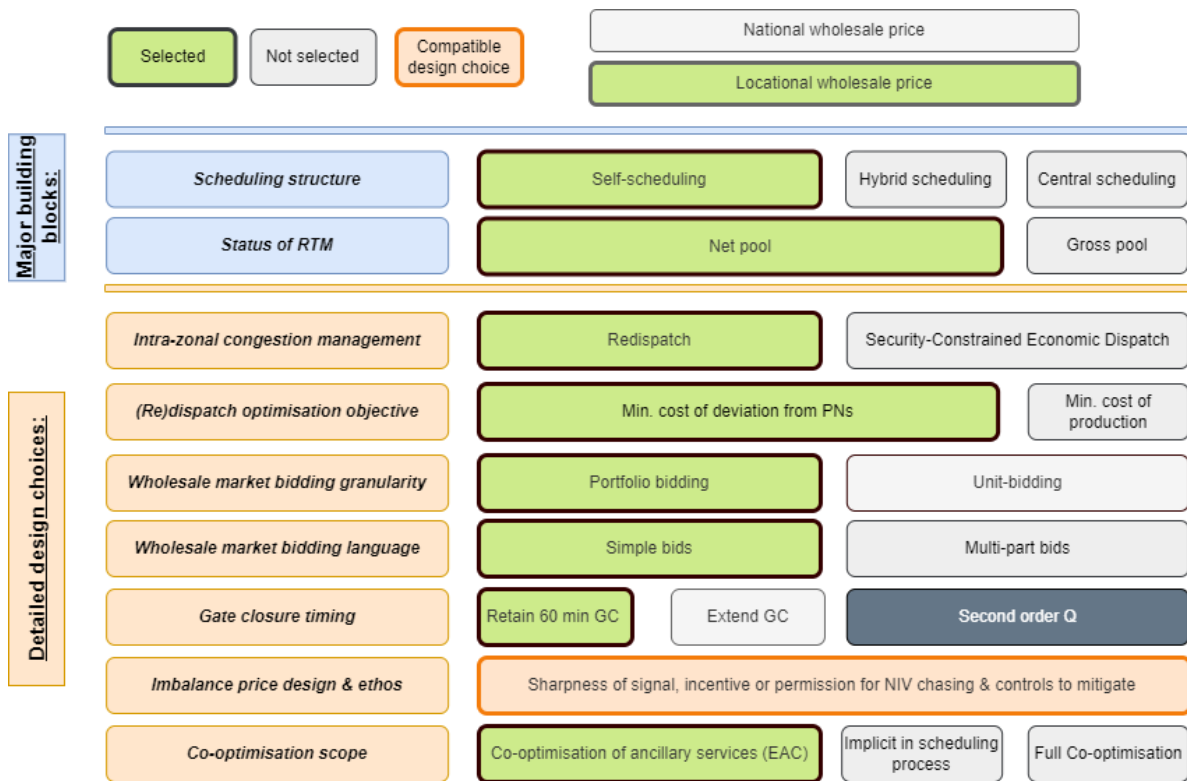 National wholesale price
Selected
Not selected
Compatible
design choice
Locational wholesale price
Major building
blocks:
Scheduling structure
Self-scheduling
Hybrid scheduling
Central scheduling
Status of RTM
Net pool
Gross pool
Detailed design choices:
Intra-zonal congestion management
Redispatch
Security-Constrained Economic Dispatch
(Re)dispatch optimisation objective
Min. cost of deviation from PNs
Min. cost of
production
Wholesale market bidding granularity
Portfolio bidding
Unit-bidding
Wholesale market bidding language
Simple bids
Multi-part bids
Gate closure timing
Retain 60 min GC
Extend GC
Second order Q
Imbalance price design & ethos
Sharpness of signal, incentive or permission for NIV chasing & controls to mitigate
Co-optimisation scope
Co-optimisation of ancillary services (EAC)
Implicit in scheduling
process
Full Co-optimisation